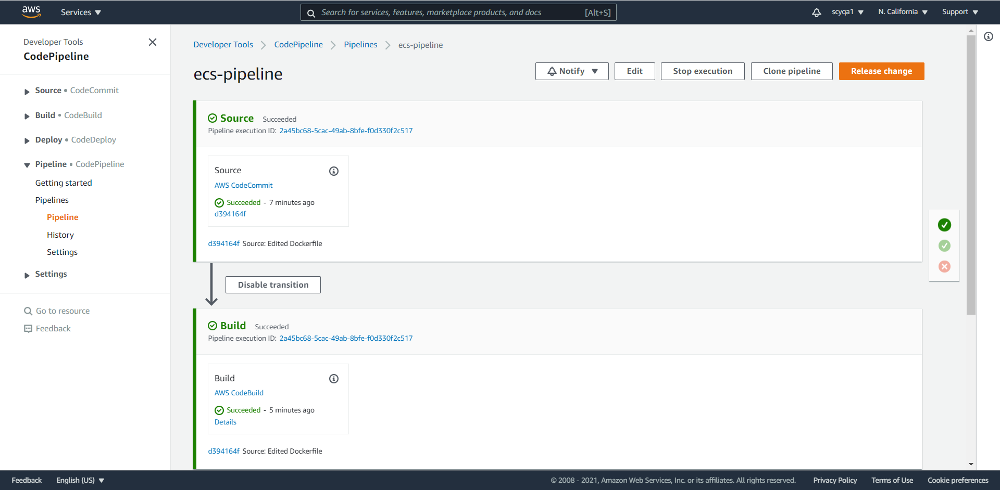 aws
Services
Search for services, features, marketplace products, and docs
[Alt+S]
scyqa1
N. California
Support
Developer Tools
CodePipeline
Source • CodeCommit
Build • CodeBuild
Deploy • CodeDeploy
Pipeline • CodePipeline
Getting started
Pipelines
Pipeline
History
Settings
Settings
Go to resource
Feedback
Developer Tools
CodePipeline
Pipelines
ecs-pipeline
ecs-pipeline
Notify
Edit
Stop execution
Clone pipeline
Release change
Source Succeeded
Pipeline execution ID: 2a45bc68-5cac-49ab-8bfe-f0d330f2c517
Source
AWS CodeCommit
Succeeded - 7 minutes ago
d394164f
d394164f Source: Edited Dockerfile
Disable transition
Build Succeeded
Pipeline execution ID: 2a45bc68-5cac-49ab-8bfe-f0d330f2c517
Build
AWS CodeBuild
Succeeded - 5 minutes ago
Details
d394164f Source: Edited Dockerfile
Feedback
English (US)
© 2008 - 2021, Amazon Web Services, Inc. or its affiliates. All rights reserved.
Privacy Policy
Terms of Use
Cookie preferences